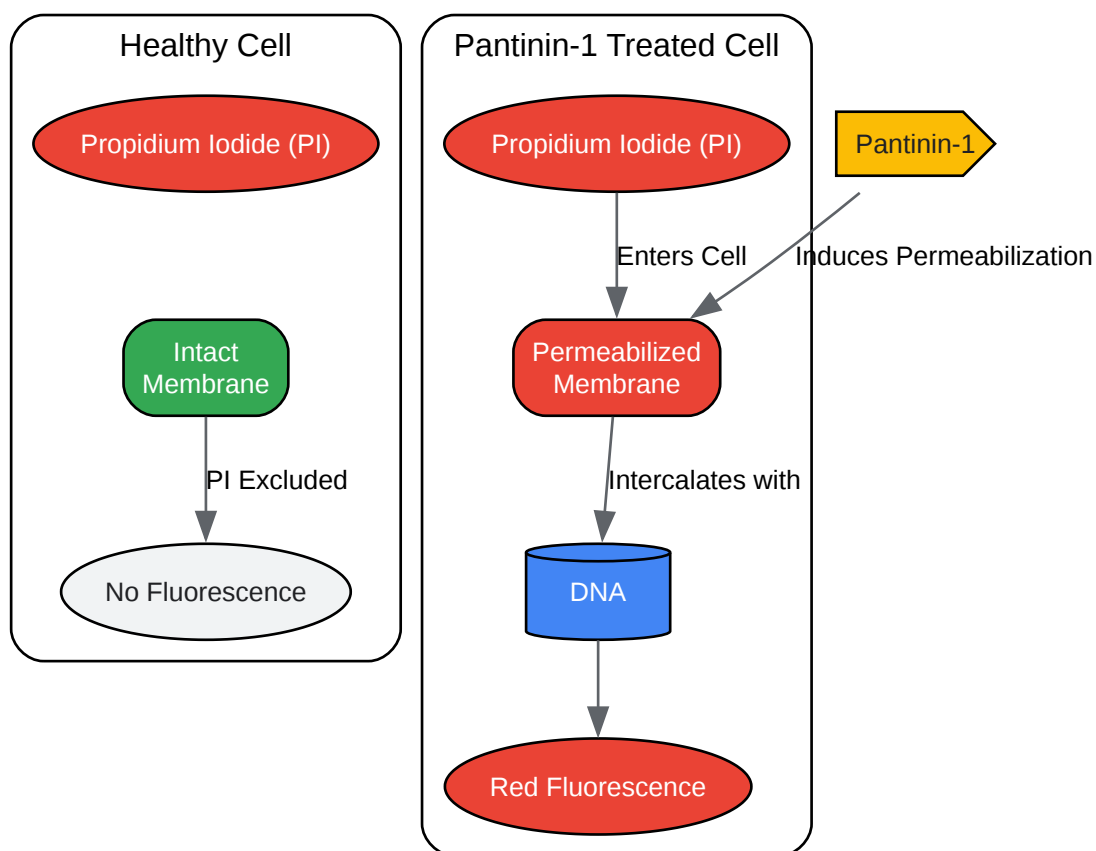 Healthy Cell
Propidium Iodide (PI)
Intact
Membrane
PI Excluded
No Fluorescence
Pantinin-1 Treated Cell
Propidium Iodide (PI)
Pantinin-1
Enters Cell
Induces Permeabilization
Permeabilized
Membrane
Intercalates with
DNA
Red Fluorescence